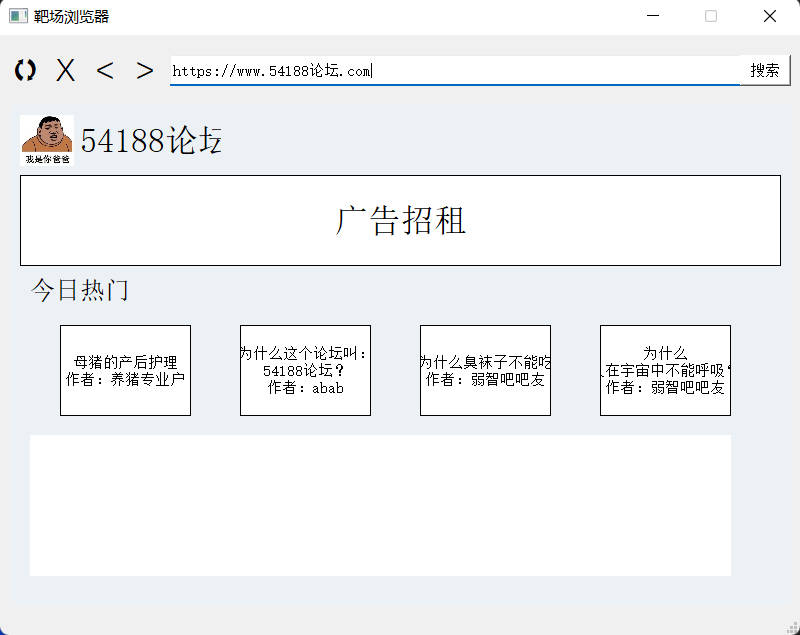 靶场浏览器
X < >
https://www.54188论坛.com
搜索
我是你爸爸
54188论坛
广告招租
今日热门
母猪的产后护理
作者：养猪专业户
为什么这个论坛叫：
54188论坛？
作者：abab
为什么臭袜子不能吃
作者：弱智吧吧友
为什么
在宇宙中不能呼吸
作者：弱智吧吧友